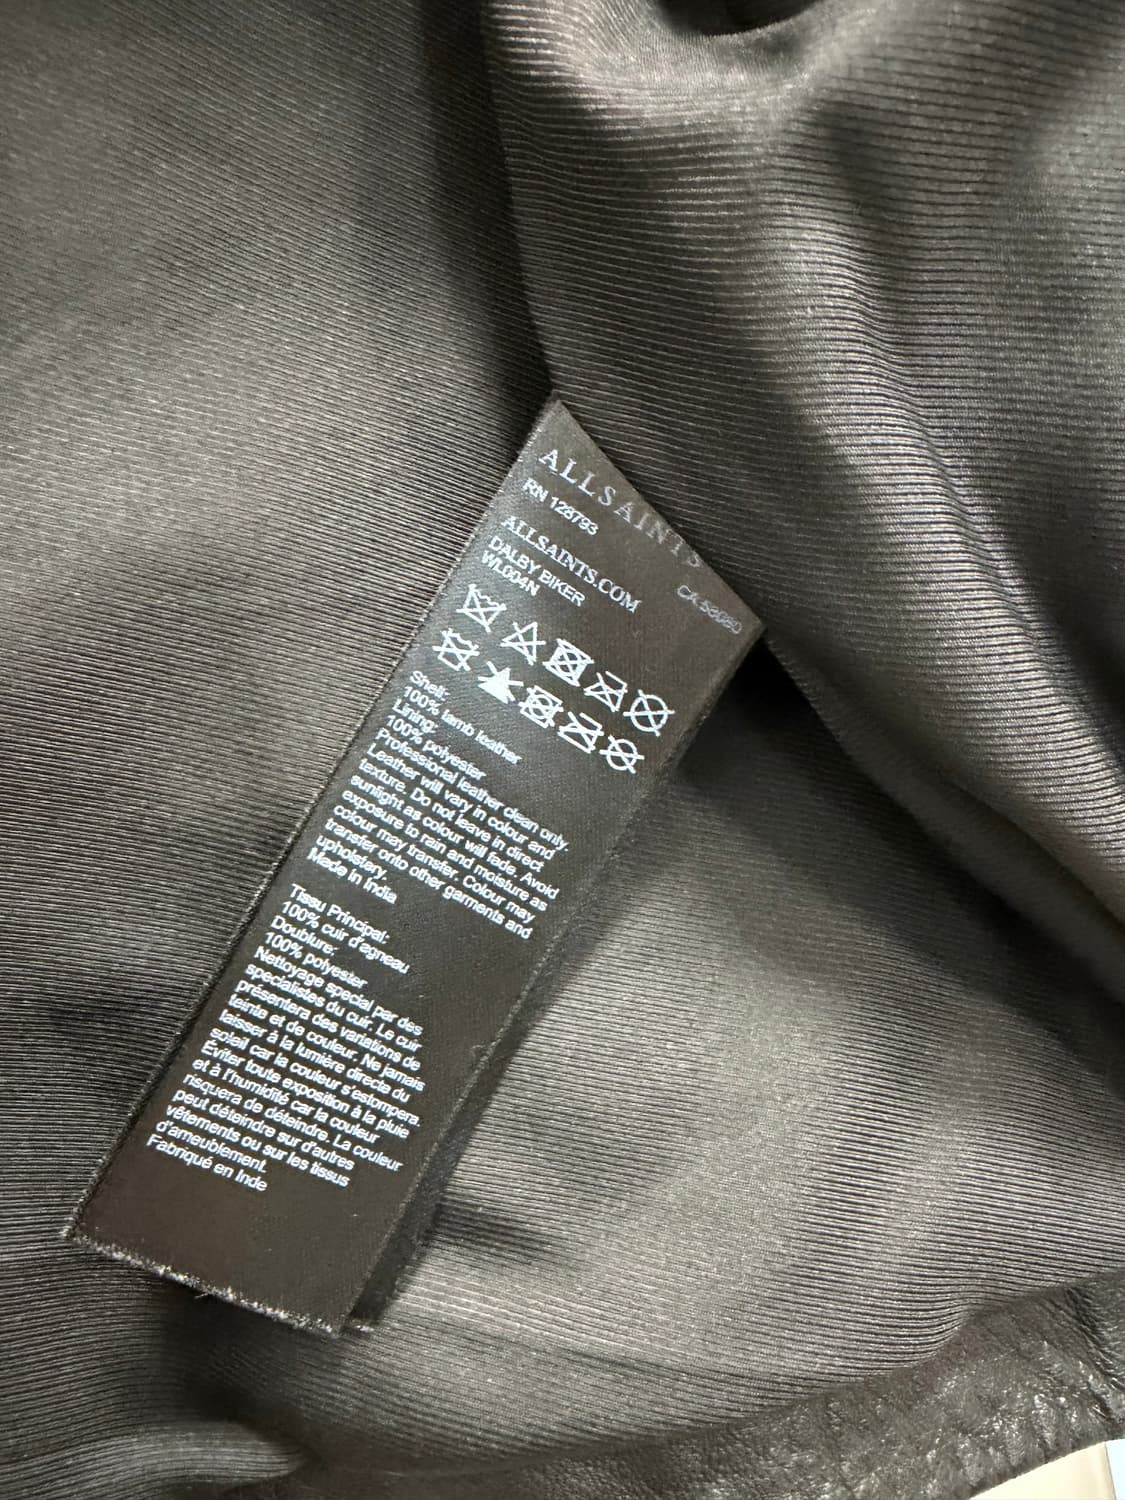 ALLSAINTS
RN 128793
ALLSAINTS.COM
DALBY BIKER
WL004N
Shell:
100% lamb leather
Lining:
100% polyester
Professional leather clean only.
Leather will vary in colour and
texture. Do not leave in direct
sunlight as colour will fade. Avoid
exposure to rain and moisture as
colour may transfer. Colour may
transfer onto other garments and
upholstery.
Made in India
Tissu Principal:
100% cuir d'agneau
Doublure:
100% polyester
Nettoyage special par des
specialistes du cuir. Le cuir
présentera des variations de
teinte et de couleur. Ne jamais
laisser à la lumière directe du
soleil car la couleur s'estompera.
Éviter toute exposition à la pluie
et à l'humidité car la couleur
risquera de déteindre. La couleur
peut déteindre sur d'autres
vêtements ou sur les tissus
d'ameublement.
Fabriqué en Inde